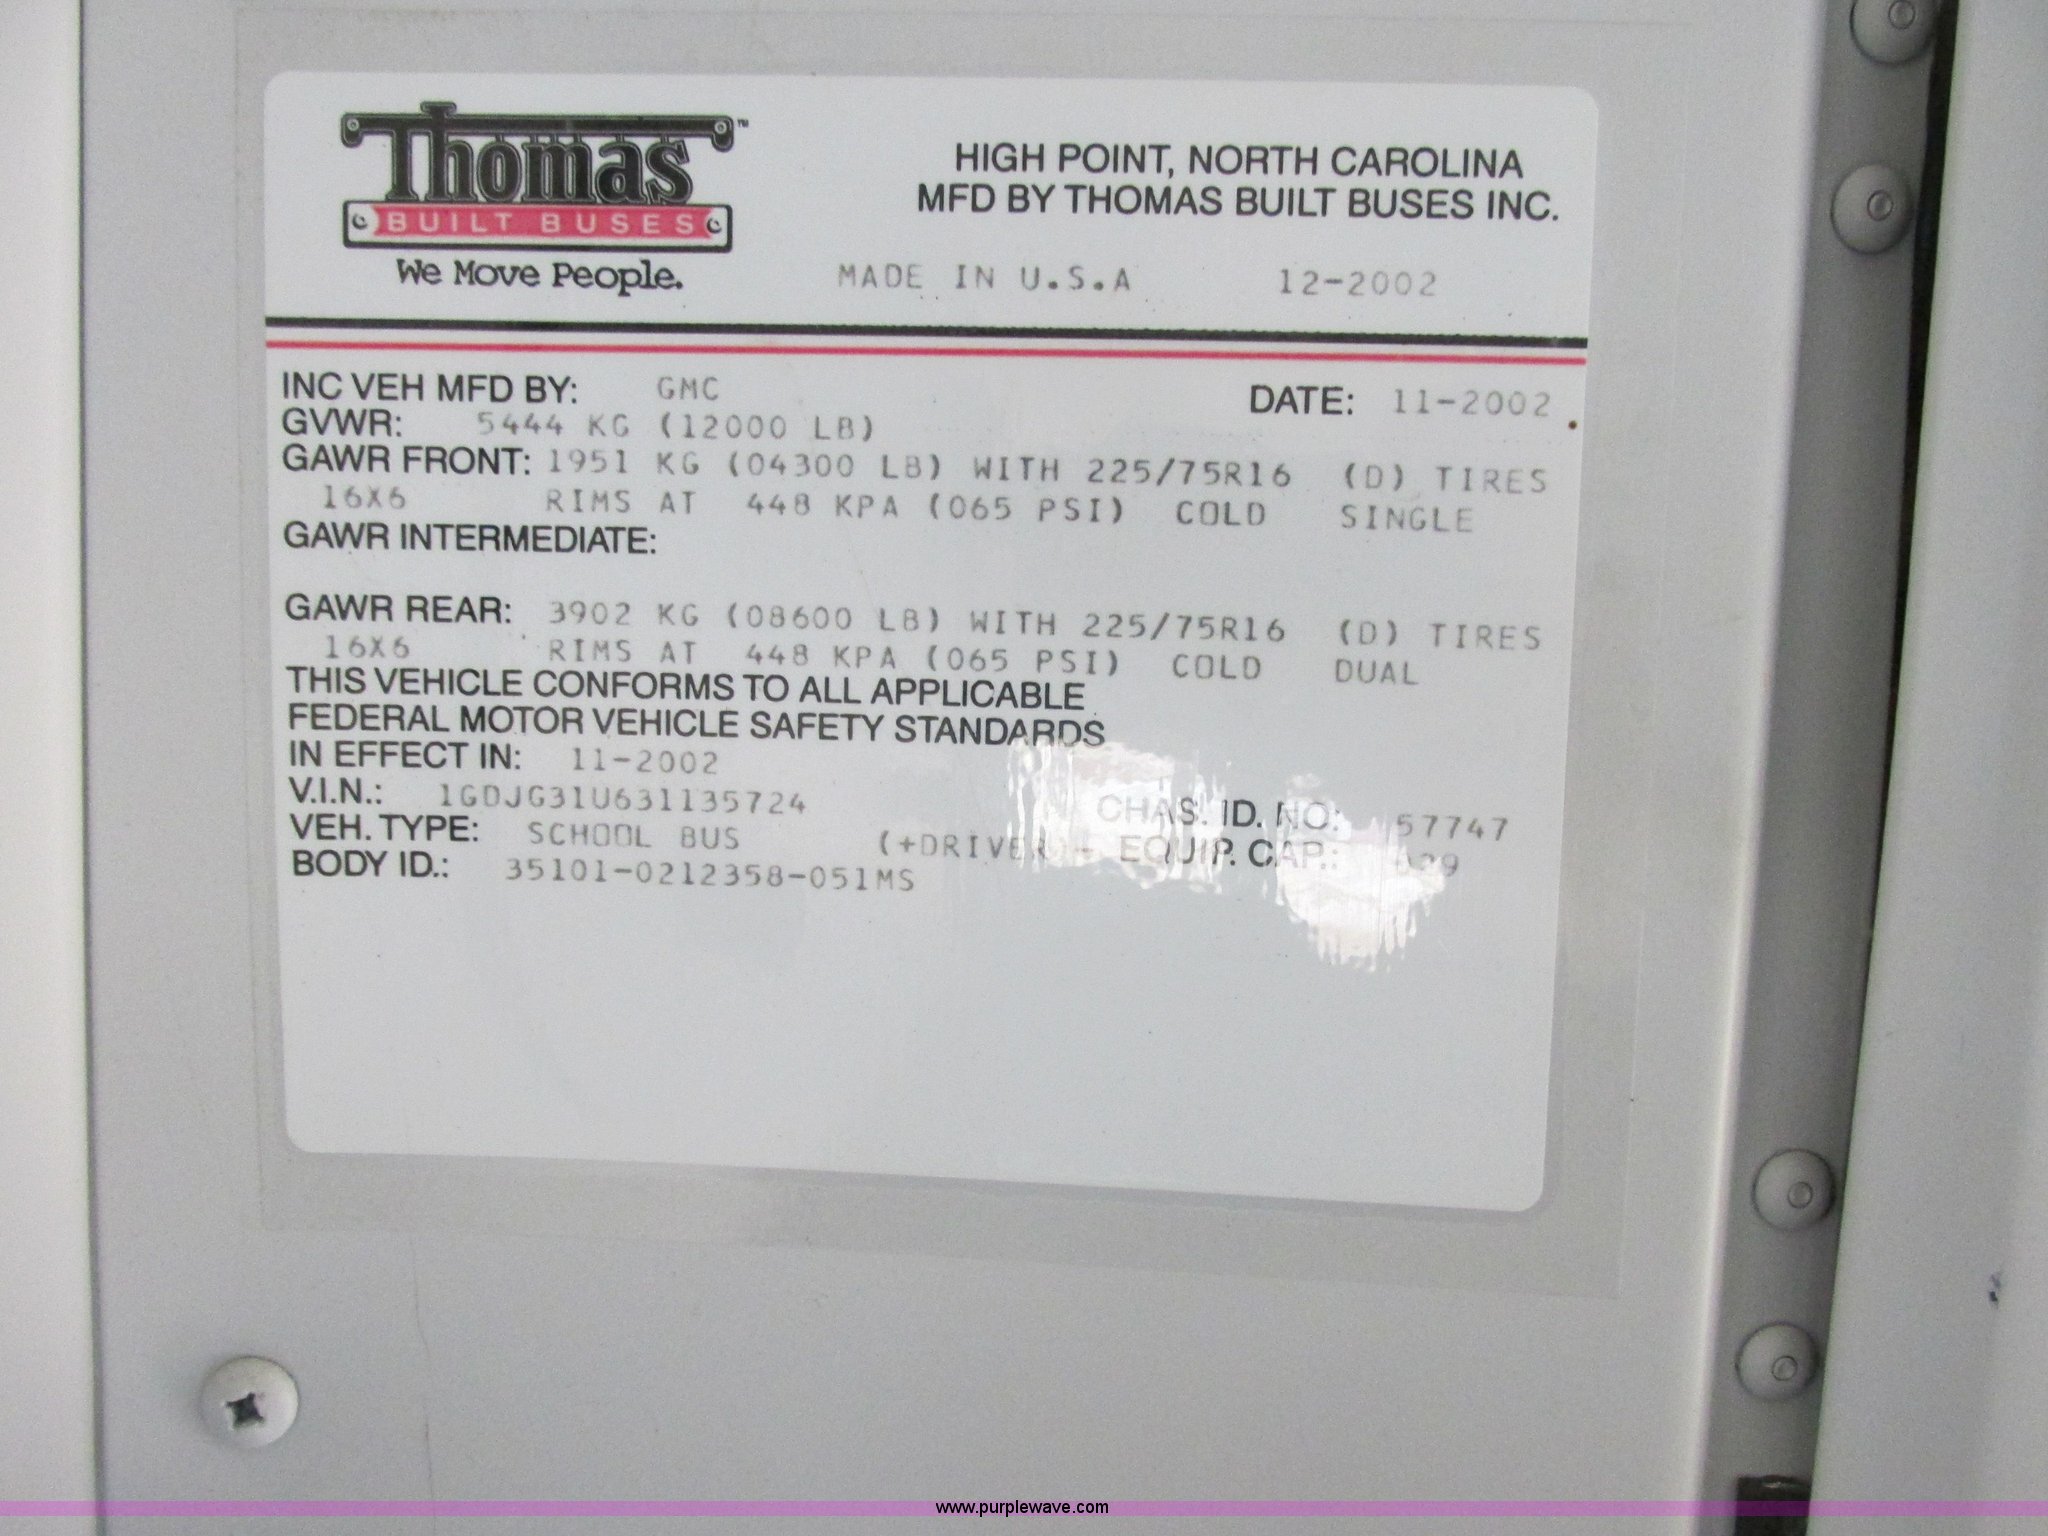 Thomas™
BUILT BUSES
We Move People.
HIGH POINT, NORTH CAROLINA
MFD BY THOMAS BUILT BUSES INC.
MADE IN U.S.A 12-2002
INC VEH MFD BY: GMC DATE: 11-2002
GVWR: 5444 KG (12000 LB)
GAWR FRONT: 1951 KG (04300 LB) WITH 225/75R16 (D) TIRES
16X6 RIMS AT 448 KPA (065 PSI) COLD SINGLE
GAWR INTERMEDIATE:
GAWR REAR: 3902 KG (08600 LB) WITH 225/75R16 (D) TIRES
16X6 RIMS AT 448 KPA (065 PSI) COLD DUAL
THIS VEHICLE CONFORMS TO ALL APPLICABLE
FEDERAL MOTOR VEHICLE SAFETY STANDARDS
IN EFFECT IN: 11-2002
V.I.N.: 1GDJG31U631135724 CHAS. ID. NO: 57747
VEH. TYPE: SCHOOL BUS (+DRIVER) EQUIP. CAP.:
BODY ID.: 35101-0212358-051MS
www.purplewave.com